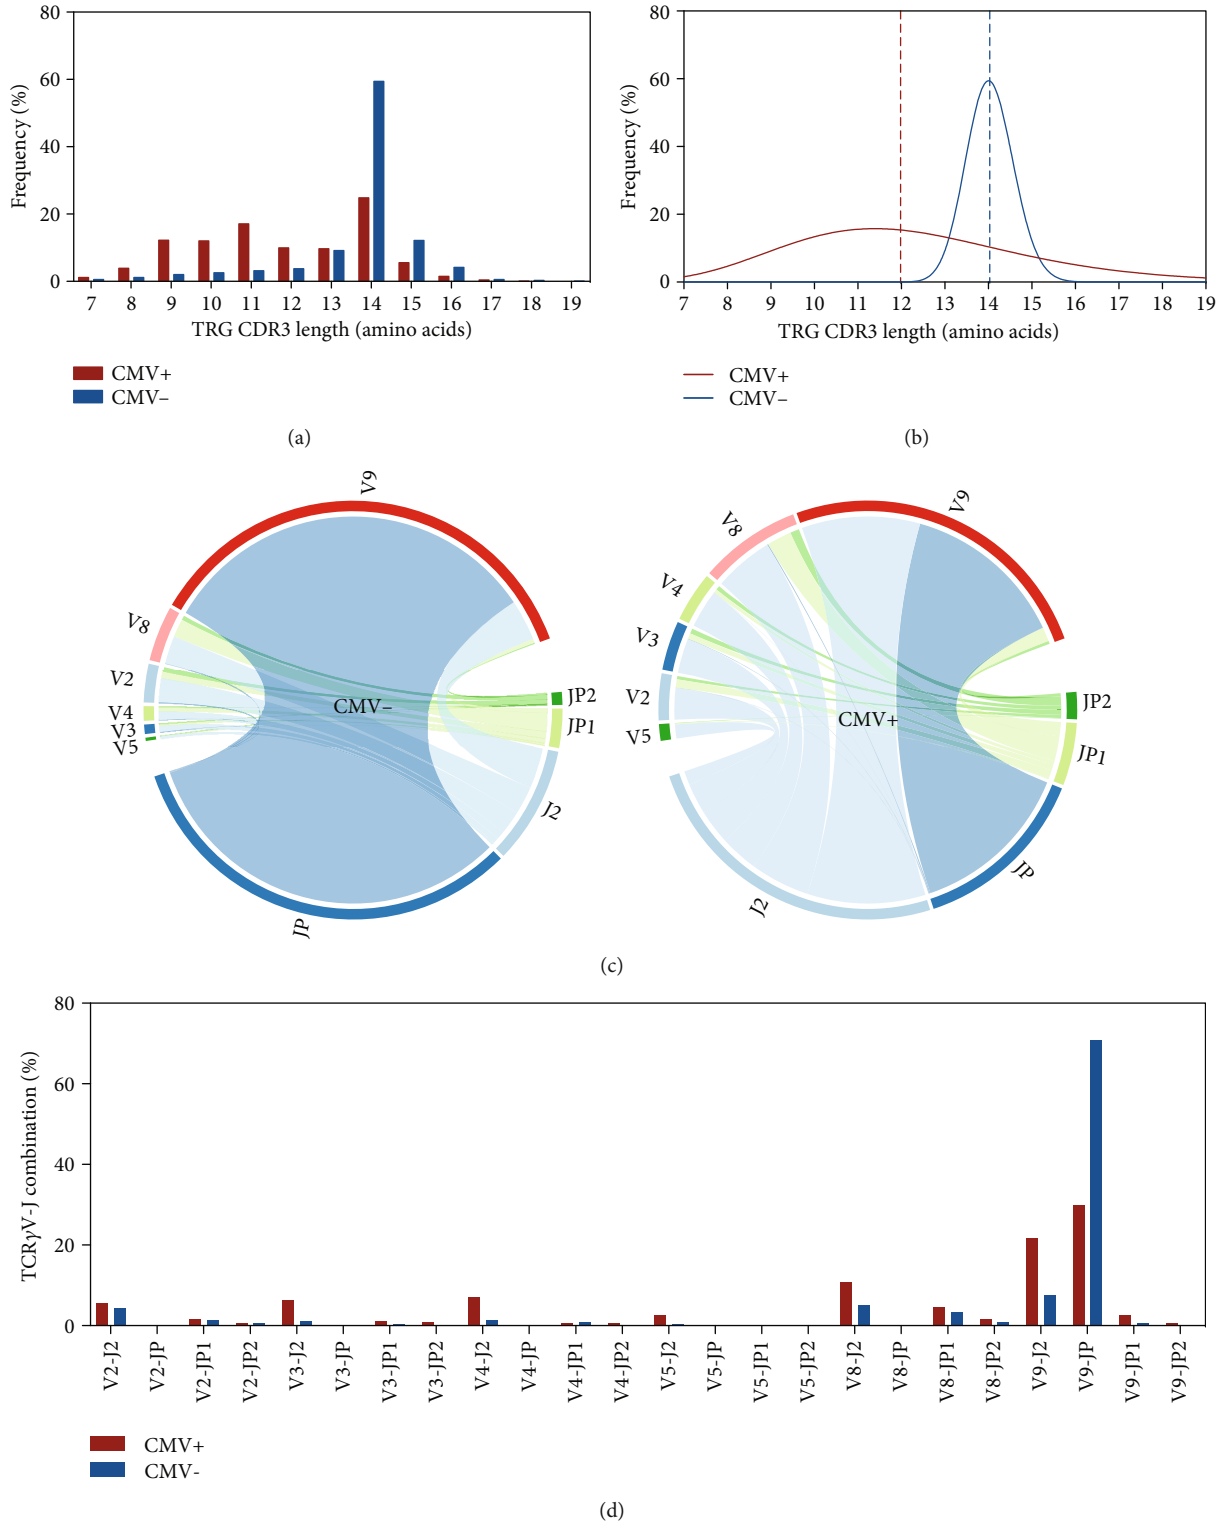 80
60
40
20
0
Frequency (%)
7 8 9 10 11 12 13 14 15 16 17 18 19
TRG CDR3 length (amino acids)
CMV+
CMV–
(a)
80
60
40
20
0
Frequency (%)
7 8 9 10 11 12 13 14 15 16 17 18 19
TRG CDR3 length (amino acids)
CMV+
CMV–
(b)
V9
V8
V2
V4
V3
V5
CMV–
JP2
JP1
J2
JP
V9
V8
V4
V3
V2
V5
CMV+
JP2
JP1
JP
J2
(c)
80
60
40
20
0
TCRγV-J combination (%)
V2-J2
V2-JP
V2-JP1
V2-JP2
V3-J2
V3-JP
V3-JP1
V3-JP2
V4-J2
V4-JP
V4-JP1
V4-JP2
V5-J2
V5-JP
V5-JP1
V5-JP2
V8-J2
V8-JP
V8-JP1
V8-JP2
V9-J2
V9-JP
V9-JP1
V9-JP2
CMV+
CMV-
(d)